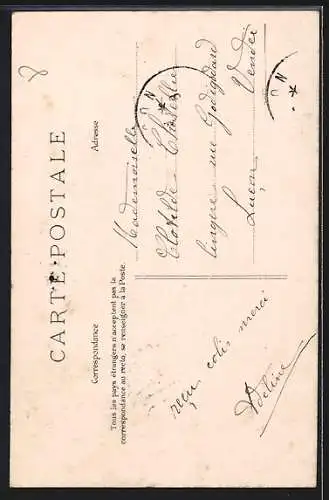 CARTE POSTALE
Correspondance
Adresse
Tous les pays étrangers n'acceptent pas la
correspondance au recto, se renseigner à la Poste.
reçu colis merci
Adeline
Mademoiselle
Clotilde
lingère rue
Luçon Vendée